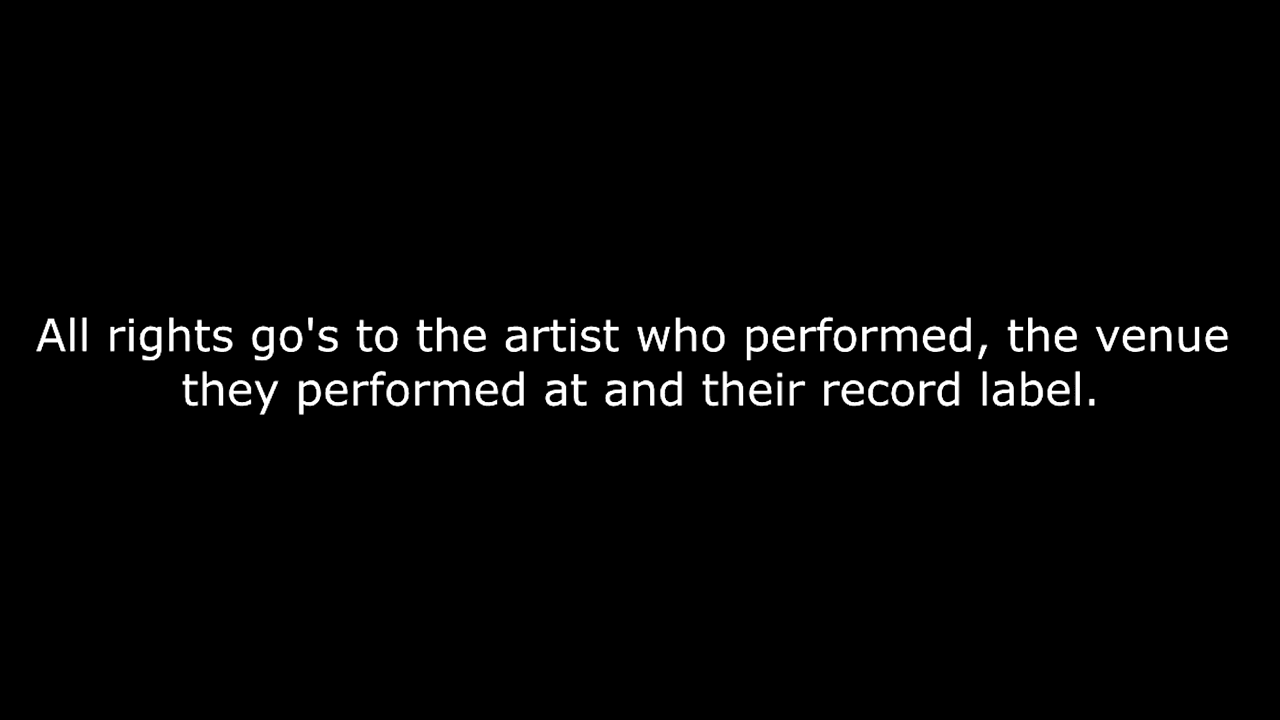 All rights go's to the artist who performed, the venue
they performed at and their record label.